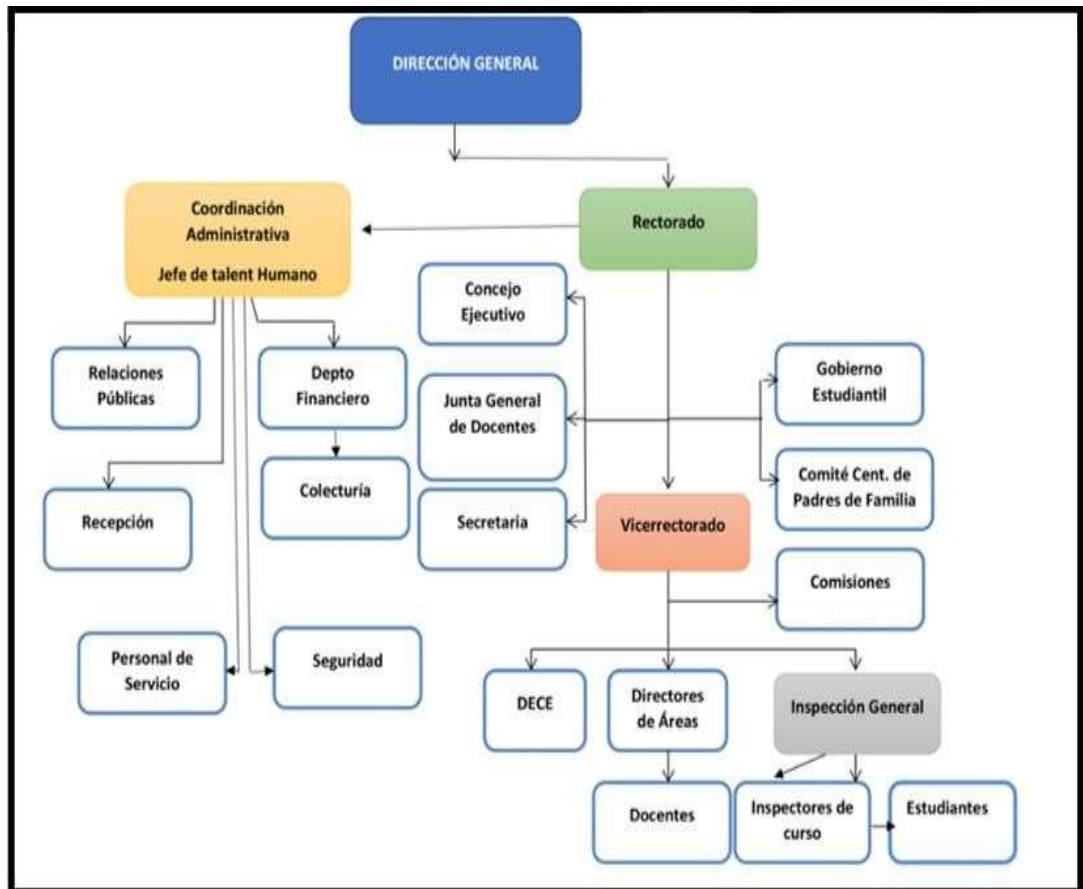 DIRECCIÓN GENERAL
Coordinación
Administrativa
Jefe de talent Humano
Rectorado
Concejo
Ejecutivo
Relaciones
Públicas
Depto
Financiero
Junta General
de Docentes
Gobierno
Estudiantil
Colecturía
Comité Cent. de
Padres de Familia
Recepción
Secretaria
Vicerrectorado
Comisiones
Personal de
Servicio
Seguridad
DECE
Directores
de Áreas
Inspección General
Docentes
Inspectores de
curso
Estudiantes